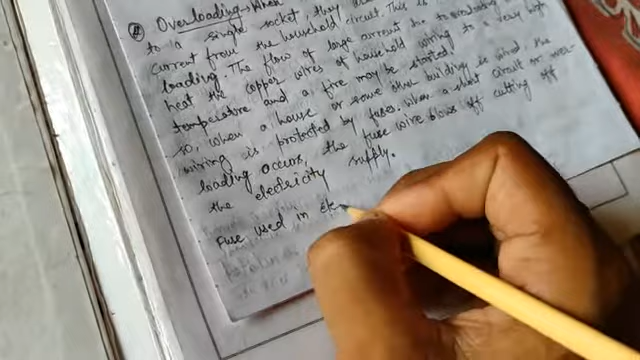 Overloading → When
to a single socket, they
current from the household circuit. This is
loading. The flow of large current due to overloading
heat the copper wires of household wiring to a very high
temperature and a fire may be started
so, when a house or some other building is wired, the
wiring is protected by fuses. when a short circuit or over-
loading occurs, the fuse wire blows off cutting off
the electricity supply.
Fuse used in ele